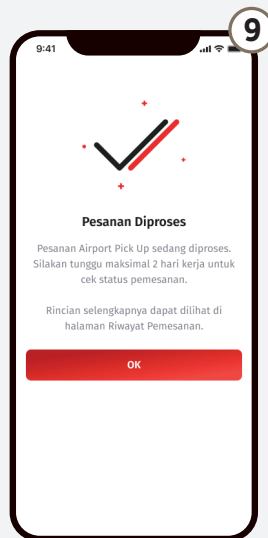 9
9:41
Pesanan Diproses
Pesanan Airport Pick Up sedang diproses.
Silakan tunggu maksimal 2 hari kerja untuk
cek status pemesanan.
Rincian selengkapnya dapat dilihat di
halaman Riwayat Pemesanan.
OK